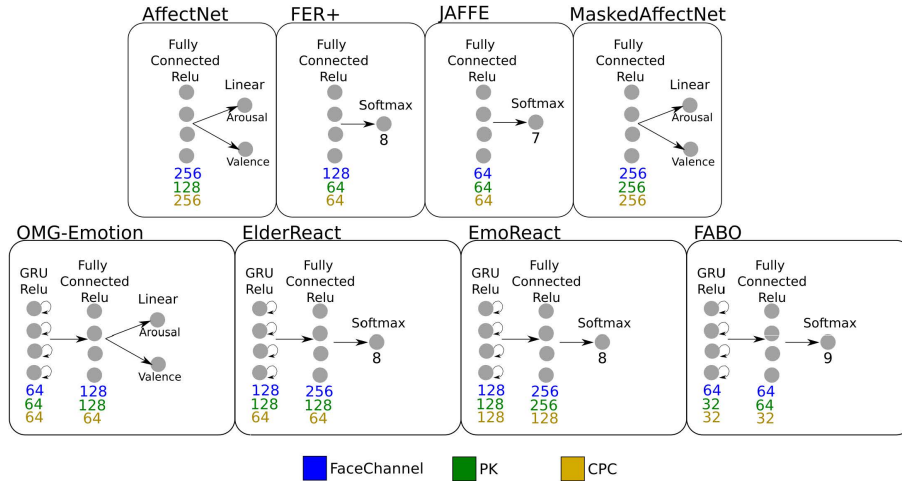 AffectNet
Fully
Connected
Relu
Linear
Arousal
Valence
256
128
256
FER+
Fully
Connected
Relu
Softmax
8
128
64
64
JAFFE
Fully
Connected
Relu
Softmax
7
64
64
64
MaskedAffectNet
Fully
Connected
Relu
Linear
Arousal
Valence
256
256
256
OMG-Emotion
GRU
Relu
Fully
Connected
Relu
Linear
Arousal
Valence
64
64
64
128
128
64
ElderReact
GRU
Relu
Fully
Connected
Relu
Softmax
8
128
128
64
256
128
64
EmoReact
GRU
Relu
Fully
Connected
Relu
Softmax
8
128
128
128
256
256
128
FABO
GRU
Relu
Fully
Connected
Relu
Softmax
9
64
32
32
64
64
32
FaceChannel
PK
CPC